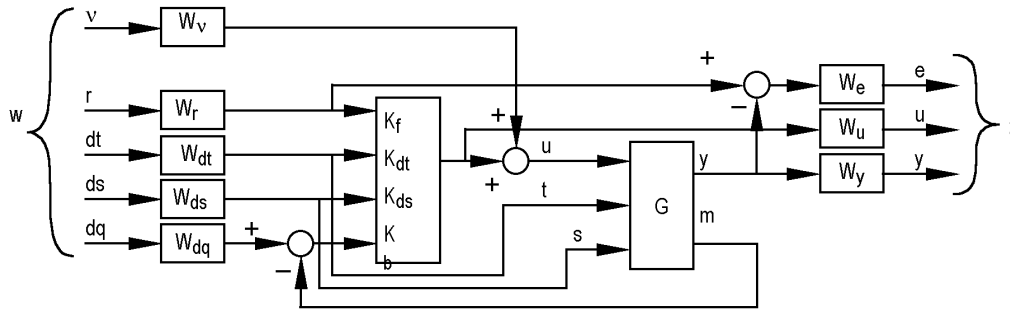 ν
W_ν
w
r
W_r
dt
W_dt
ds
W_ds
dq
W_dq
+
−
K_f
K_dt
K_ds
K
b
+
+
u
t
s
G
y
m
+
−
W_e
e
W_u
u
W_y
y